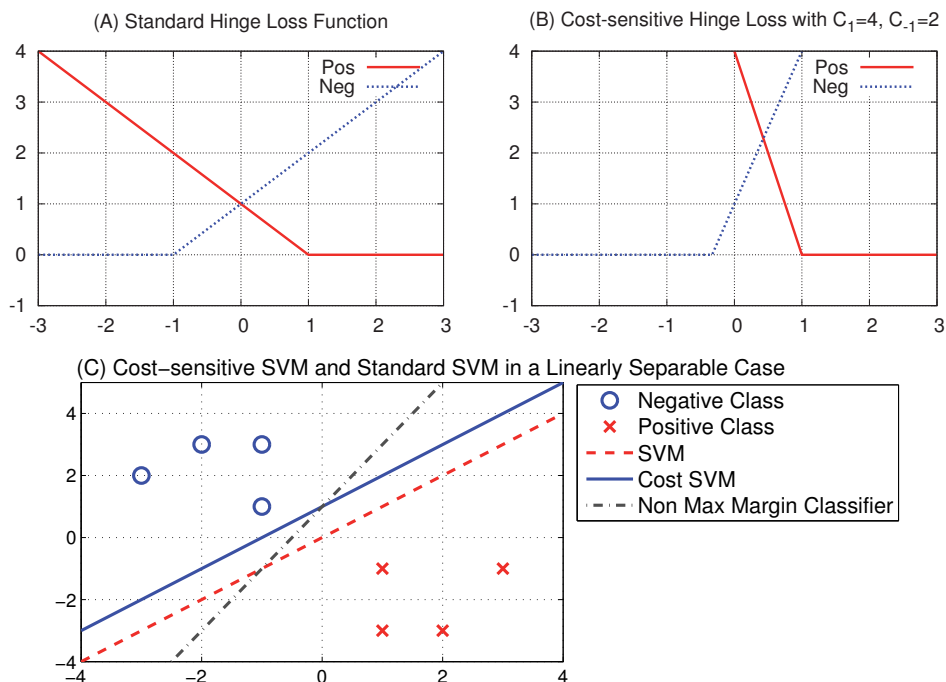 (A) Standard Hinge Loss Function
4
3
2
1
0
-1
-3 -2 -1 0 1 2 3
Pos
Neg
(B) Cost-sensitive Hinge Loss with C1=4, C-1=2
4
3
2
1
0
-1
-3 -2 -1 0 1 2 3
Pos
Neg
(C) Cost−sensitive SVM and Standard SVM in a Linearly Separable Case
4
2
0
−2
−4
−4 −2 0 2 4
Negative Class
Positive Class
SVM
Cost SVM
Non Max Margin Classifier